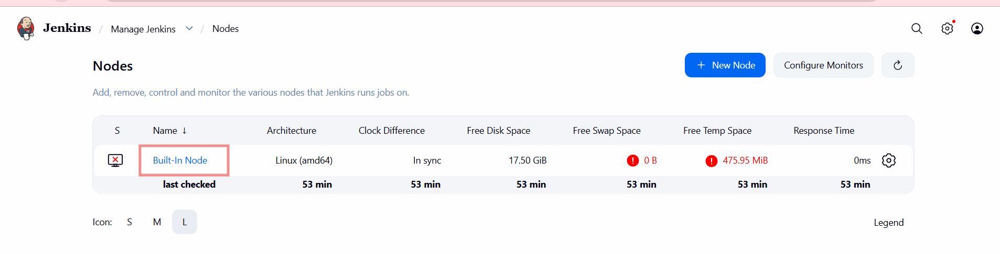 Jenkins / Manage Jenkins / Nodes
Nodes
+ New Node Configure Monitors
Add, remove, control and monitor the various nodes that Jenkins runs jobs on.
S Name ↓ Architecture Clock Difference Free Disk Space Free Swap Space Free Temp Space Response Time
Built-In Node Linux (amd64) In sync 17.50 GiB ! 0 B ! 475.95 MiB 0ms
last checked 53 min 53 min 53 min 53 min 53 min 53 min
Icon: S M L Legend